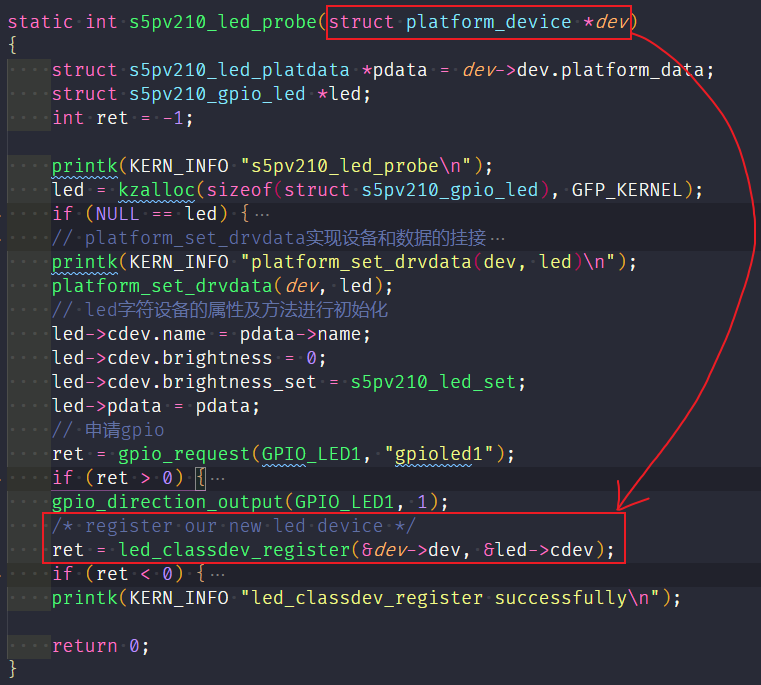 static int s5pv210_led_probe(struct platform_device *dev)
{
struct s5pv210_led_platdata *pdata = dev->dev.platform_data;
struct s5pv210_gpio_led *led;
int ret = -1;
printk(KERN_INFO "s5pv210_led_probe\n");
led = kzalloc(sizeof(struct s5pv210_gpio_led), GFP_KERNEL);
if (NULL == led) { ···
// platform_set_drvdata实现设备和数据的挂接 ···
printk(KERN_INFO "platform_set_drvdata(dev, led)\n");
platform_set_drvdata(dev, led);
// led字符设备的属性及方法进行初始化
led->cdev.name = pdata->name;
led->cdev.brightness = 0;
led->cdev.brightness_set = s5pv210_led_set;
led->pdata = pdata;
// 申请gpio
ret = gpio_request(GPIO_LED1, "gpioled1");
if (ret > 0) { ···
gpio_direction_output(GPIO_LED1, 1);
/* register our new led device */
ret = led_classdev_register(&dev->dev, &led->cdev);
if (ret < 0) { ···
printk(KERN_INFO "led_classdev_register successfully\n");
return 0;
}